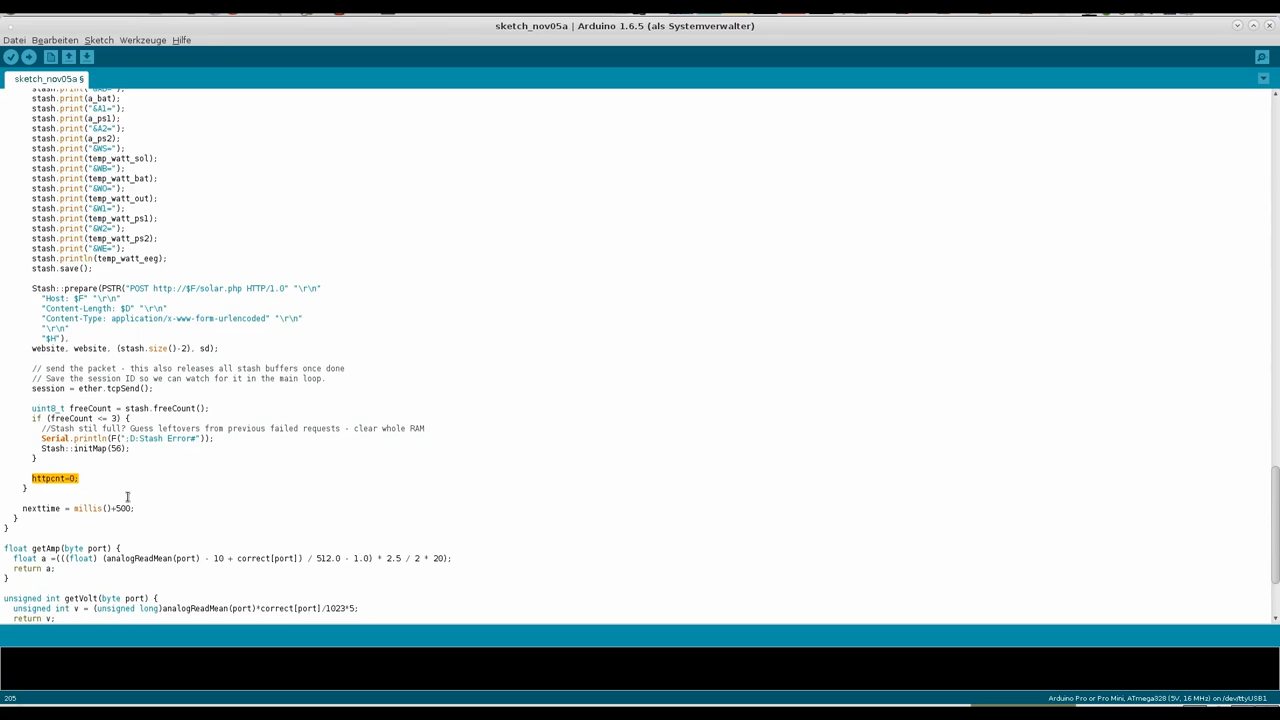 sketch_nov05a | Arduino 1.6.5 (als Systemverwalter)
Datei Bearbeiten Sketch Werkzeuge Hilfe
sketch_nov05a §
stash.print("&AB=");
stash.print(a_bat);
stash.print("&A1=");
stash.print(a_ps1);
stash.print("&A2=");
stash.print(a_ps2);
stash.print("&WS=");
stash.print(temp_watt_sol);
stash.print("&WB=");
stash.print(temp_watt_bat);
stash.print("&WO=");
stash.print(temp_watt_out);
stash.print("&W1=");
stash.print(temp_watt_ps1);
stash.print("&W2=");
stash.print(temp_watt_ps2);
stash.print("&WE=");
stash.println(temp_watt_eeg);
stash.save();
Stash::prepare(PSTR("POST http://$F/solar.php HTTP/1.0" "\r\n"
"Host: $F" "\r\n"
"Content-Length: $D" "\r\n"
"Content-Type: application/x-www-form-urlencoded" "\r\n"
"\r\n"
"$H"),
website, website, (stash.size()-2), sd);
// send the packet - this also releases all stash buffers once done
// Save the session ID so we can watch for it in the main loop.
session = ether.tcpSend();
uint8_t freeCount = stash.freeCount();
if (freeCount <= 3) {
//Stash stil full? Guess leftovers from previous failed requests - clear whole RAM
Serial.println(F(";D:Stash Error#"));
Stash::initMap(56);
}
httpcnt=0;
}
nexttime = millis()+500;
}
}
float getAmp(byte port) {
float a =(((float) (analogReadMean(port) - 10 + correct[port]) / 512.0 - 1.0) * 2.5 / 2 * 20);
return a;
}
unsigned int getVolt(byte port) {
unsigned int v = (unsigned long)analogReadMean(port)*correct[port]/1023*5;
return v;
205
Arduino Pro or Pro Mini, ATmega328 (5V, 16 MHz) on /dev/ttyUSB1